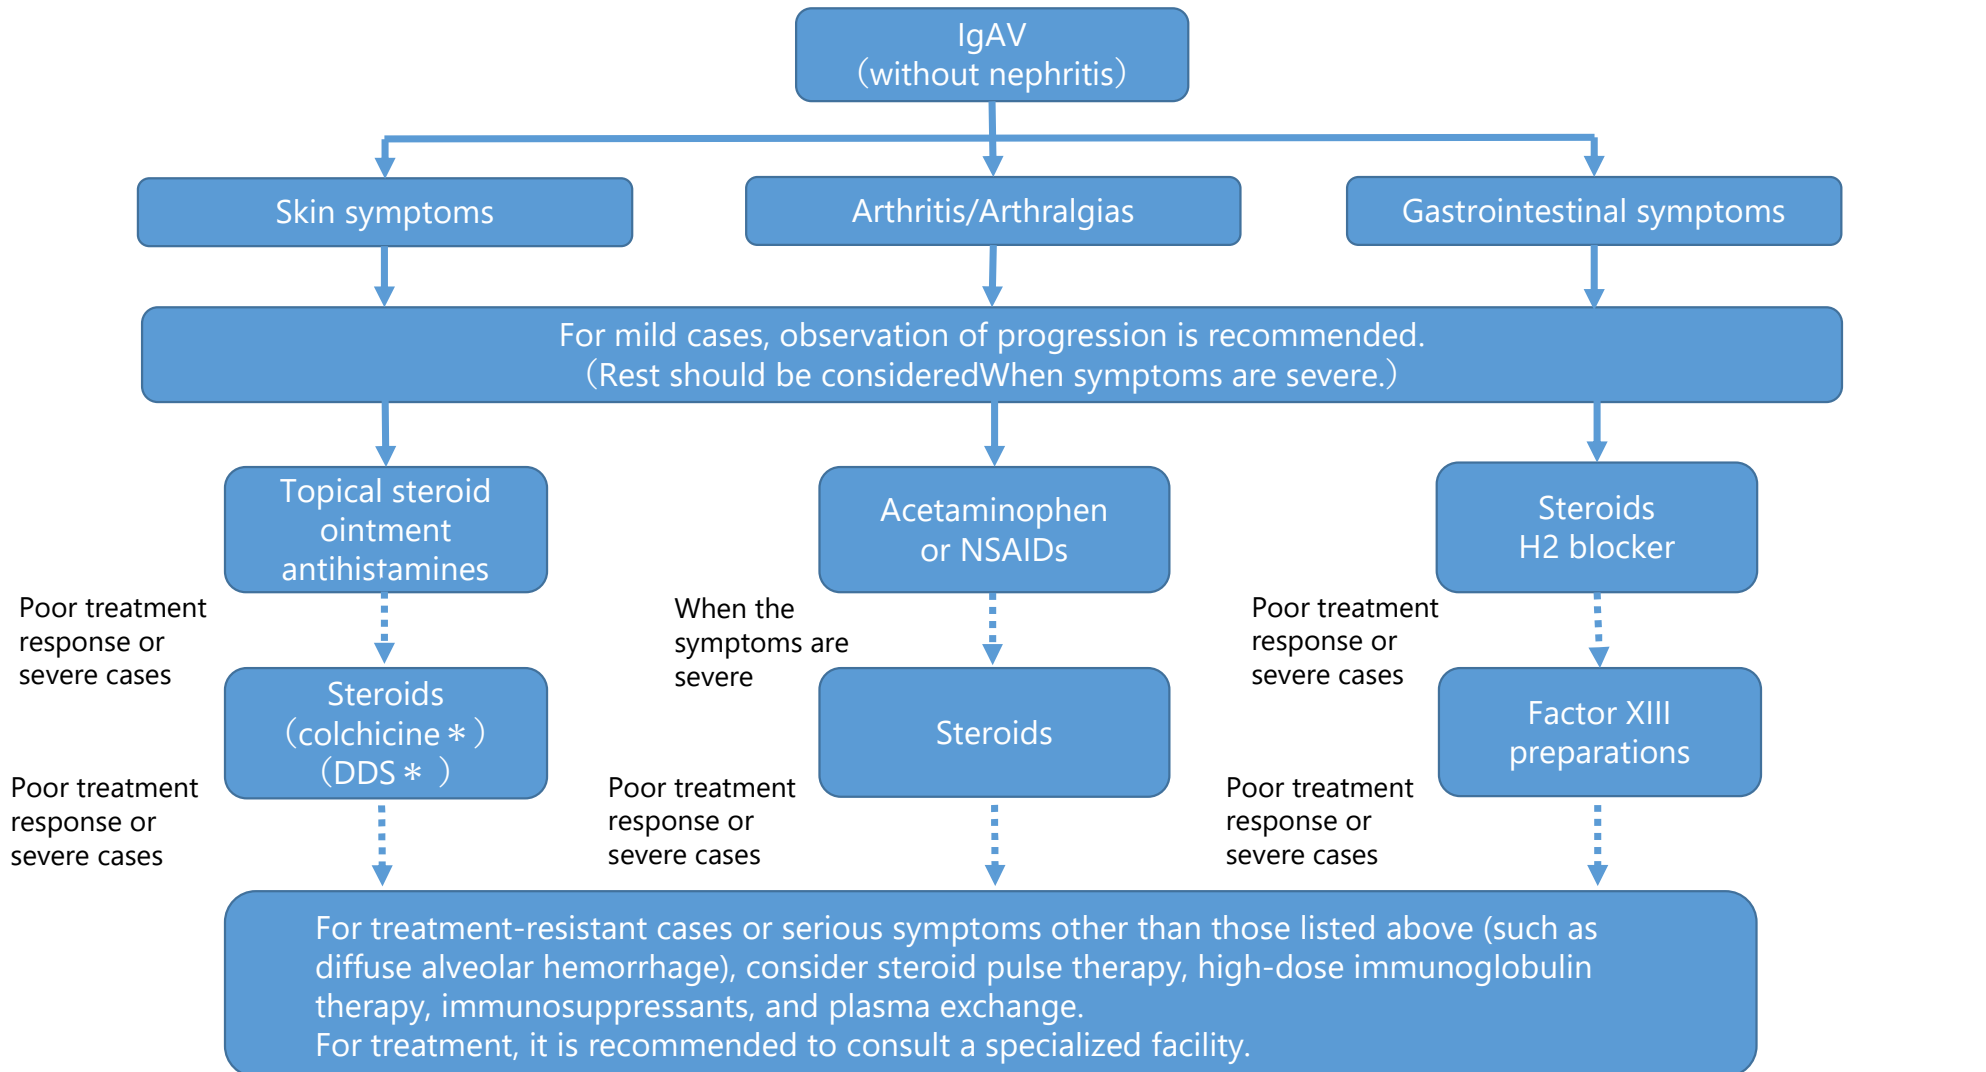 IgAV
（without nephritis）
Skin symptoms
Arthritis/Arthralgias
Gastrointestinal symptoms
For mild cases, observation of progression is recommended.
（Rest should be consideredWhen symptoms are severe.）
Topical steroid
ointment
antihistamines
Acetaminophen
or NSAIDs
Steroids
H2 blocker
Poor treatment
response or
severe cases
When the
symptoms are
severe
Poor treatment
response or
severe cases
Steroids
（colchicine＊）
（DDS＊ ）
Steroids
Factor XIII
preparations
Poor treatment
response or
severe cases
Poor treatment
response or
severe cases
Poor treatment
response or
severe cases
For treatment-resistant cases or serious symptoms other than those listed above (such as
diffuse alveolar hemorrhage), consider steroid pulse therapy, high-dose immunoglobulin
therapy, immunosuppressants, and plasma exchange.
For treatment, it is recommended to consult a specialized facility.